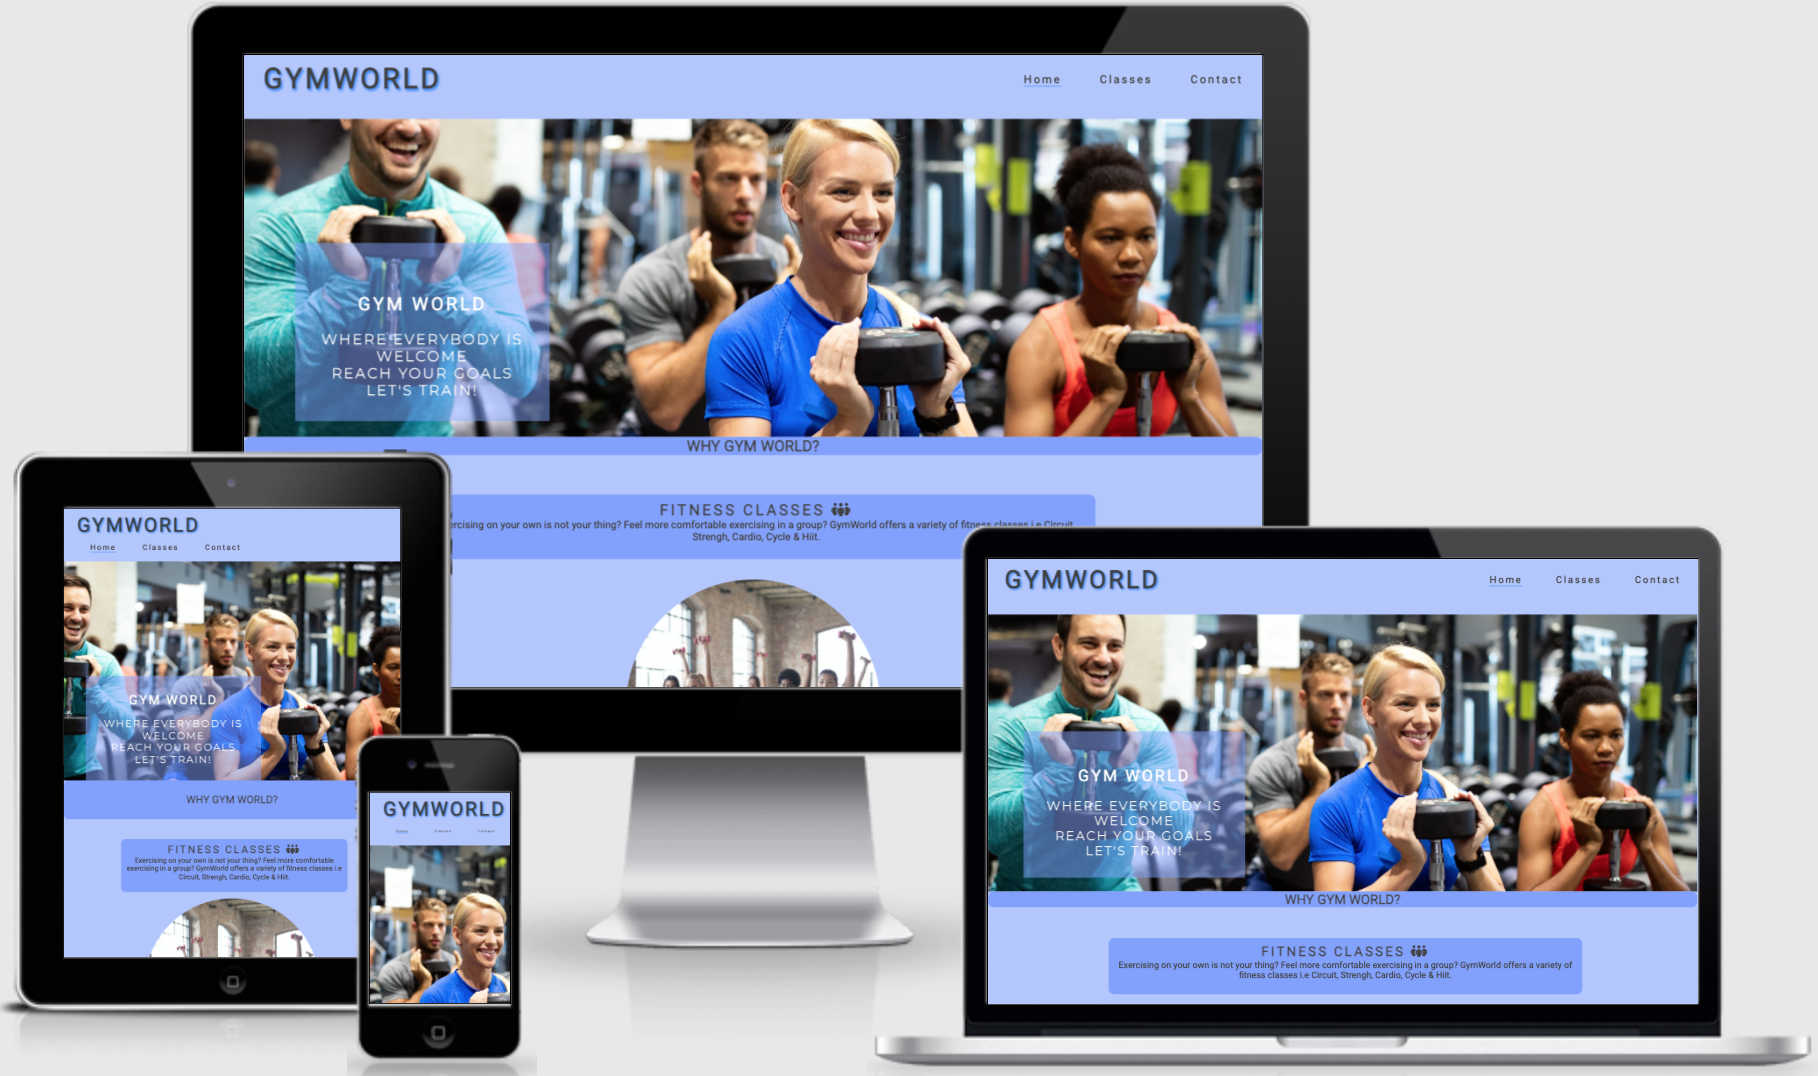 GYMWORLD
Home Classes Contact
GYM WORLD
WHERE EVERYBODY IS
WELCOME
REACH YOUR GOALS
LET'S TRAIN!
WHY GYM WORLD?
FITNESS CLASSES
ercising on your own is not your thing? Feel more comfortable exercising in a group? GymWorld offers a variety of fitness classes i.e Circuit,
Strengh, Cardio, Cycle & Hiit.
GYMWORLD
Home Classes Contact
GYM WORLD
WHERE EVERYBODY IS
WELCOME
REACH YOUR GOALS
LET'S TRAIN!
WHY GYM WORLD?
FITNESS CLASSES
Exercising on your own is not your thing? Feel more comfortable
exercising in a group? GymWorld offers a variety of fitness classes i.e
Circuit, Strengh, Cardio, Cycle & Hiit.
GYMWORLD
Home Classes Contact
GYMWORLD
Home Classes Contact
GYM WORLD
WHERE EVERYBODY IS
WELCOME
REACH YOUR GOALS
LET'S TRAIN!
WHY GYM WORLD?
FITNESS CLASSES
Exercising on your own is not your thing? Feel more comfortable exercising in a group? GymWorld offers a variety of
fitness classes i.e Circuit, Strengh, Cardio, Cycle & Hiit.